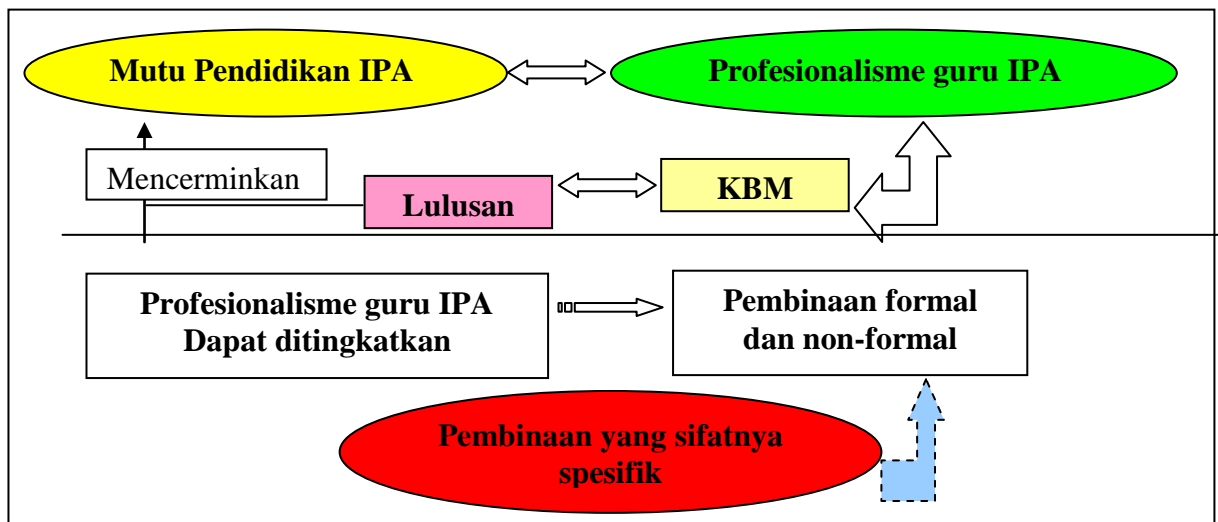 Mutu Pendidikan IPA
Profesionalisme guru IPA
Mencerminkan
Lulusan
KBM
Profesionalisme guru IPA
Dapat ditingkatkan
Pembinaan formal
dan non-formal
Pembinaan yang sifatnya
spesifik